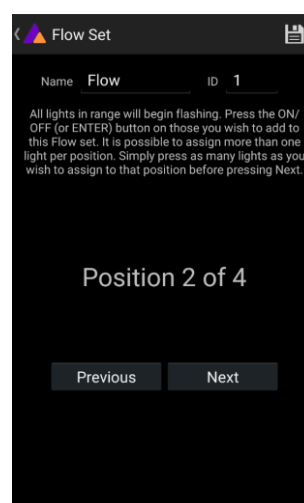 Flow Set
Name Flow ID 1
All lights in range will begin flashing. Press the ON/
OFF (or ENTER) button on those you wish to add to
this Flow set. It is possible to assign more than one
light per position. Simply press as many lights as you
wish to assign to that position before pressing Next.
Position 2 of 4
Previous Next